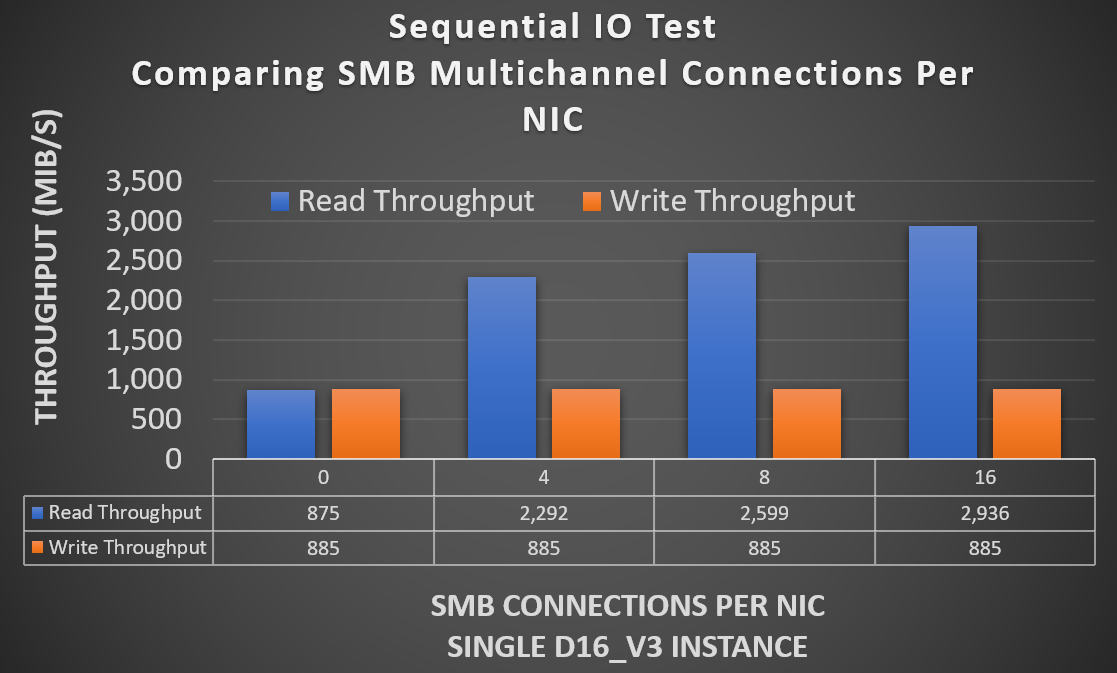 Sequential IO Test
Comparing SMB Multichannel Connections Per
NIC
THROUGHPUT (MIB/S)
3,500
3,000
2,500
2,000
1,500
1,000
500
0
Read Throughput Write Throughput
0 4 8 16
Read Throughput 875 2,292 2,599 2,936
Write Throughput 885 885 885 885
SMB CONNECTIONS PER NIC
SINGLE D16_V3 INSTANCE